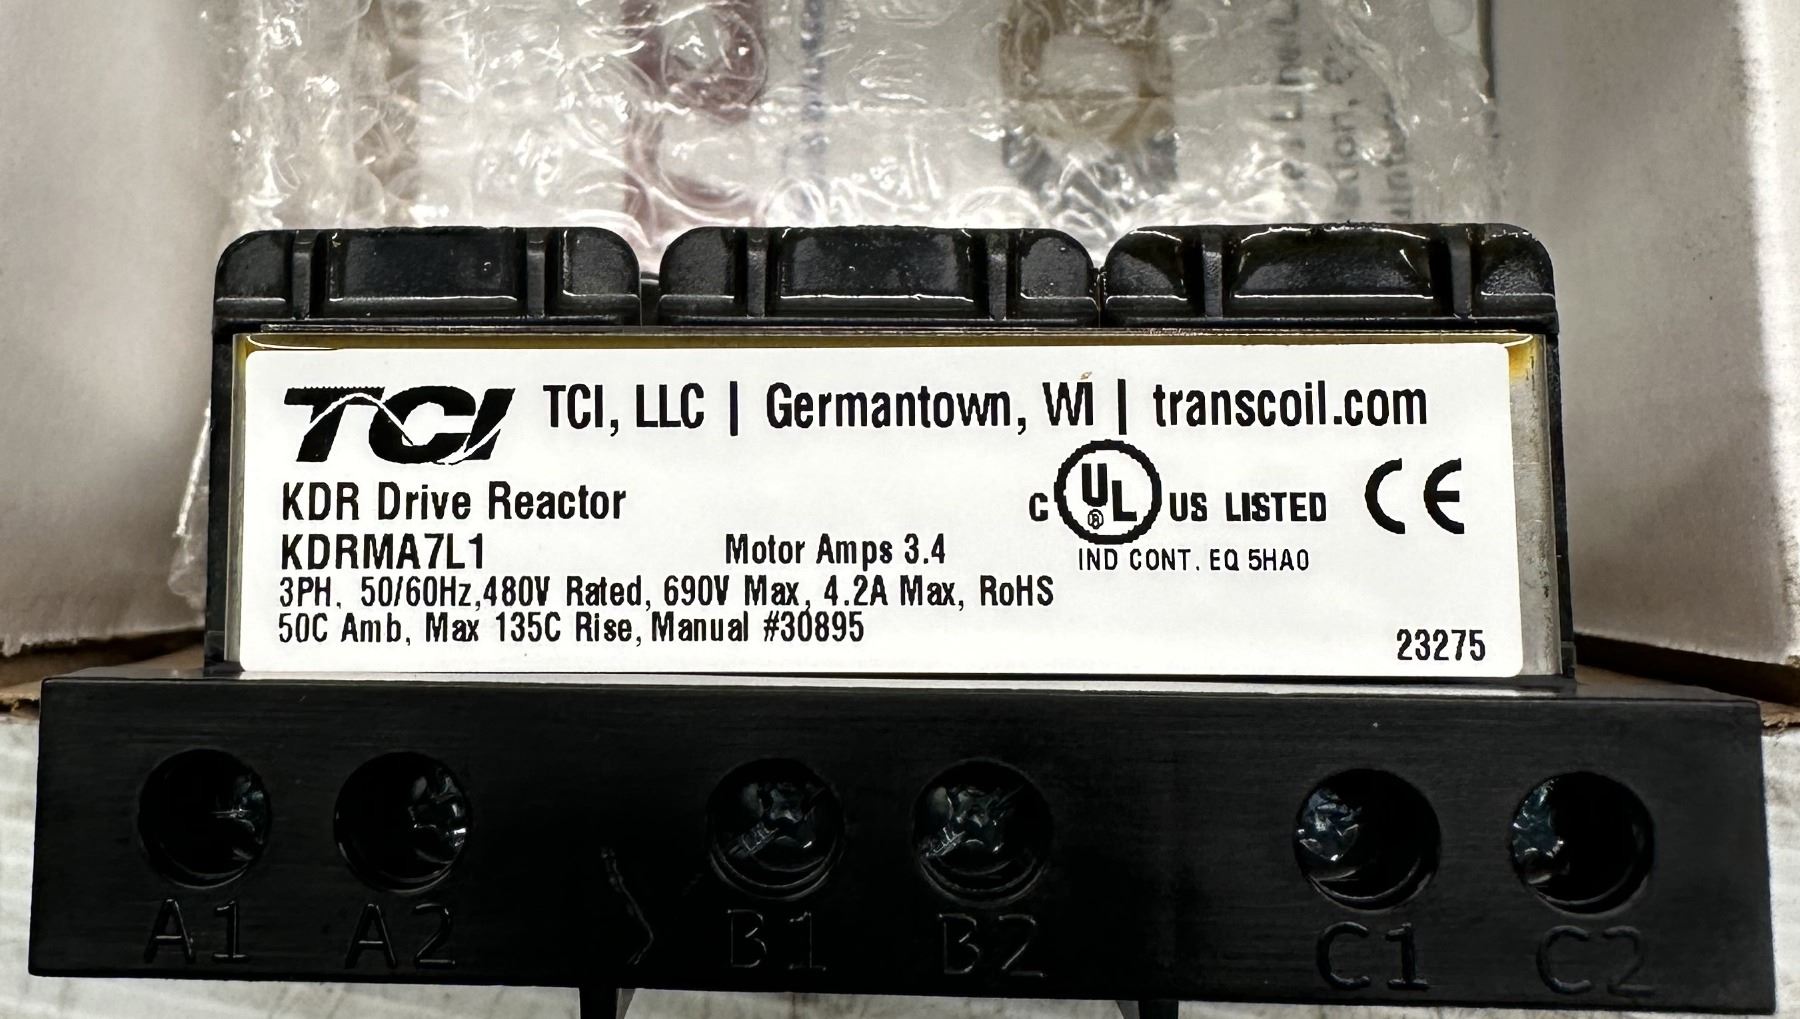 TCI TCI, LLC | Germantown, WI | transcoil.com
KDR Drive Reactor
C UL® US LISTED CE
KDRMA7L1 Motor Amps 3.4
IND CONT. EQ 5HA0
3PH, 50/60Hz,480V Rated, 690V Max, 4.2A Max, RoHS
50C Amb, Max 135C Rise, Manual #30895
23275
A1 A2 B1 B2 C1 C2